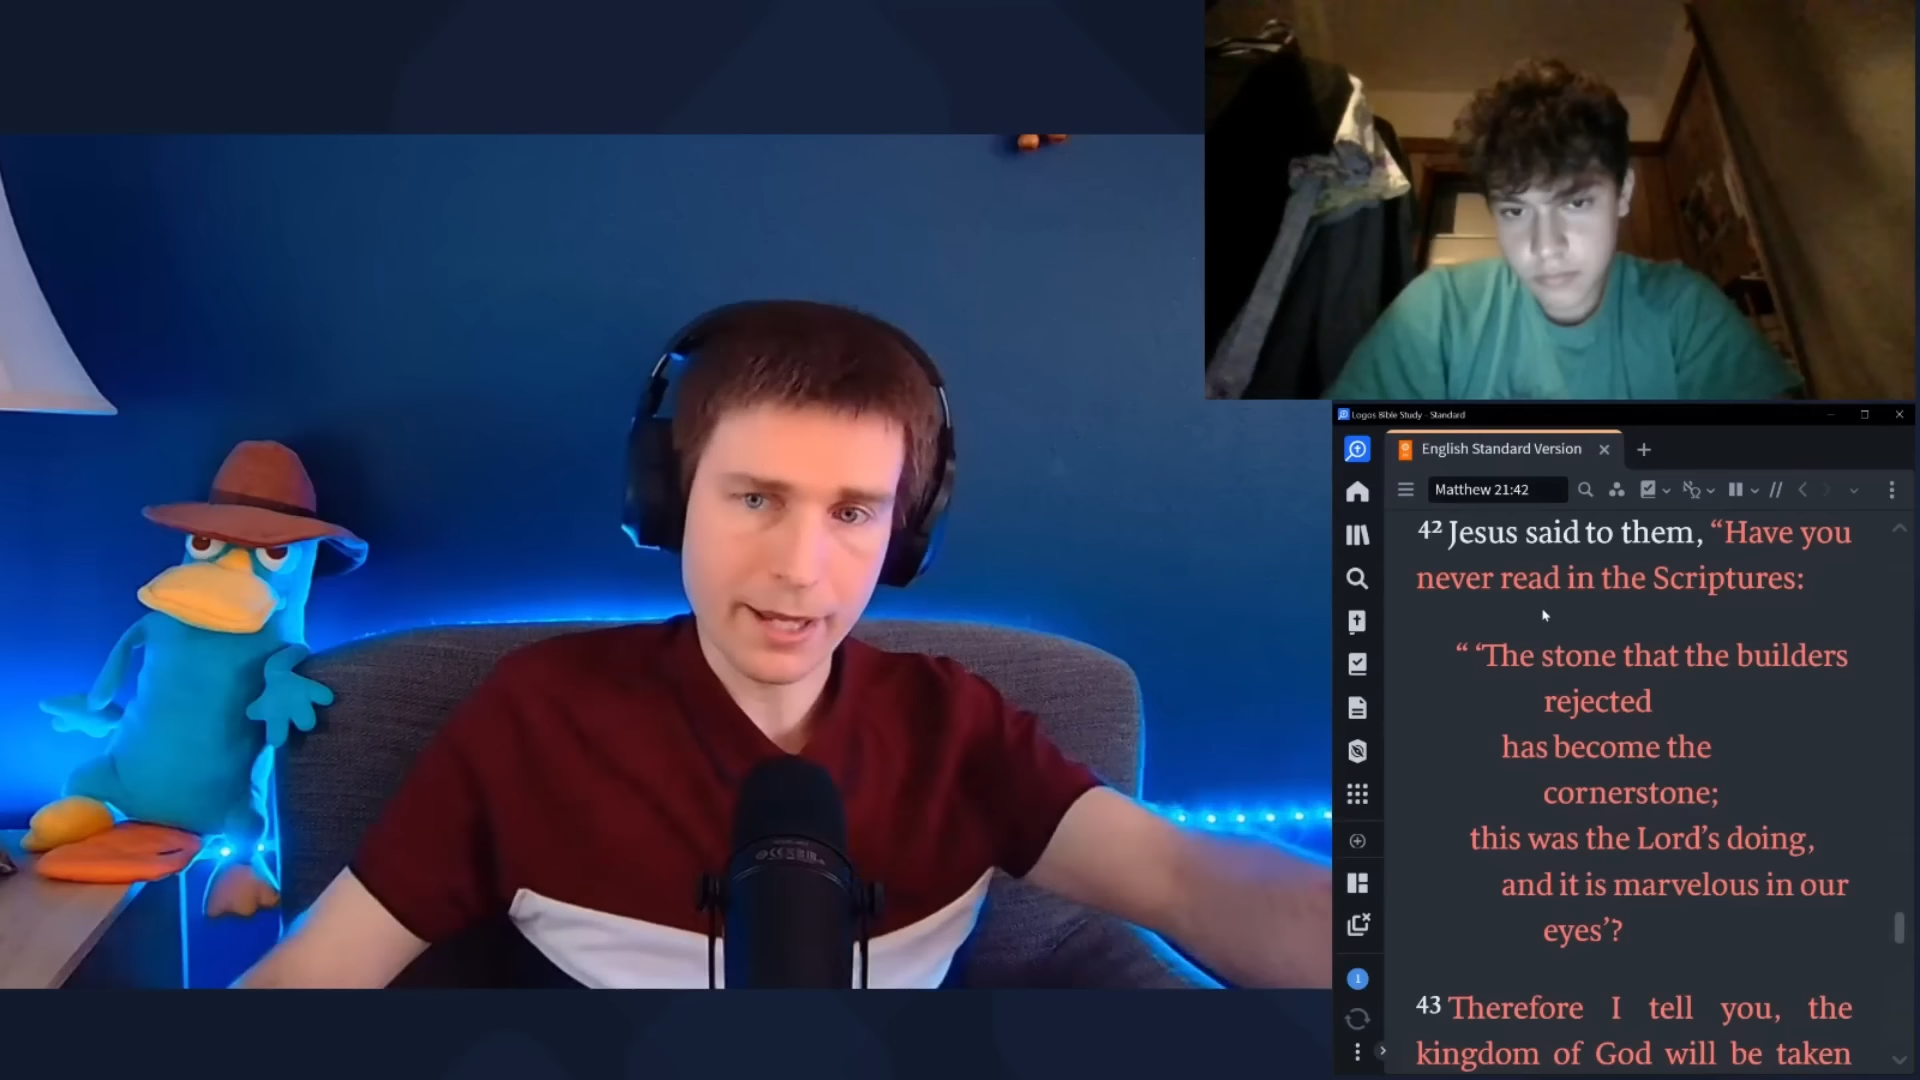 Logos Bible Study - Standard
English Standard Version
Matthew 21:42
42 Jesus said to them, “Have you
never read in the Scriptures:
“ ‘The stone that the builders
rejected
has become the
cornerstone;
this was the Lord’s doing,
and it is marvelous in our
eyes’?
1
43 Therefore I tell you, the
kingdom of God will be taken